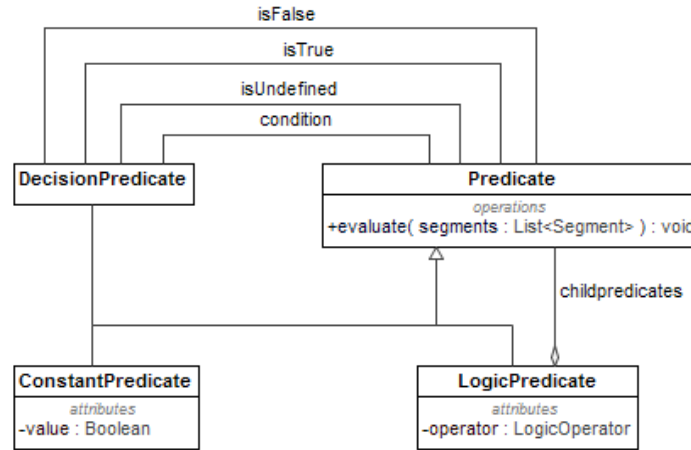 isFalse
isTrue
isUndefined
condition
DecisionPredicate
Predicate
operations
+evaluate( segments : List<Segment> ) : void
childpredicates
ConstantPredicate
attributes
-value : Boolean
LogicPredicate
attributes
-operator : LogicOperator